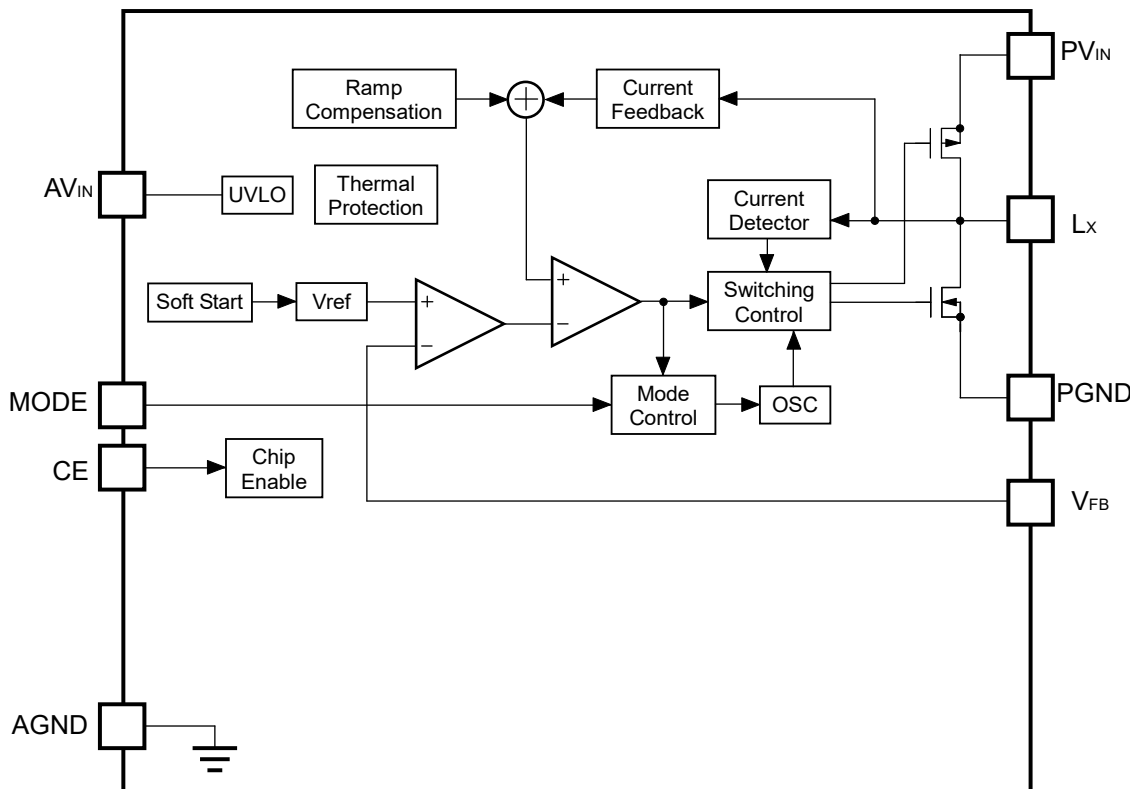 PVIN
Ramp
Compensation
Current
Feedback
AVIN
UVLO
Thermal
Protection
Current
Detector
LX
Soft Start
Vref
+
−
+
−
Switching
Control
MODE
Mode
Control
OSC
PGND
CE
Chip
Enable
VFB
AGND